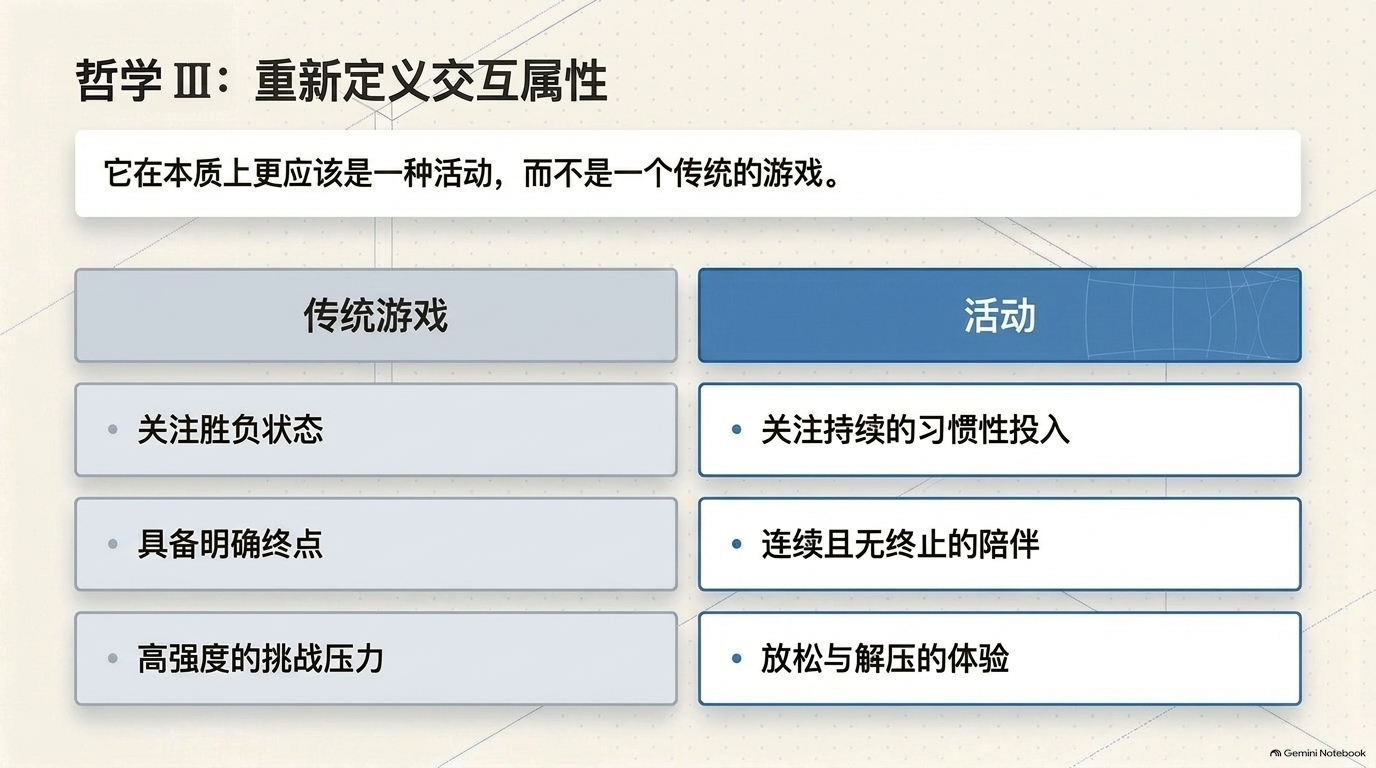 哲学 III：重新定义交互属性
它在本质上更应该是一种活动，而不是一个传统的游戏。
传统游戏
活动
• 关注胜负状态
• 关注持续的习惯性投入
• 具备明确终点
• 连续且无终止的陪伴
• 高强度的挑战压力
• 放松与解压的体验
Gemini Notebook